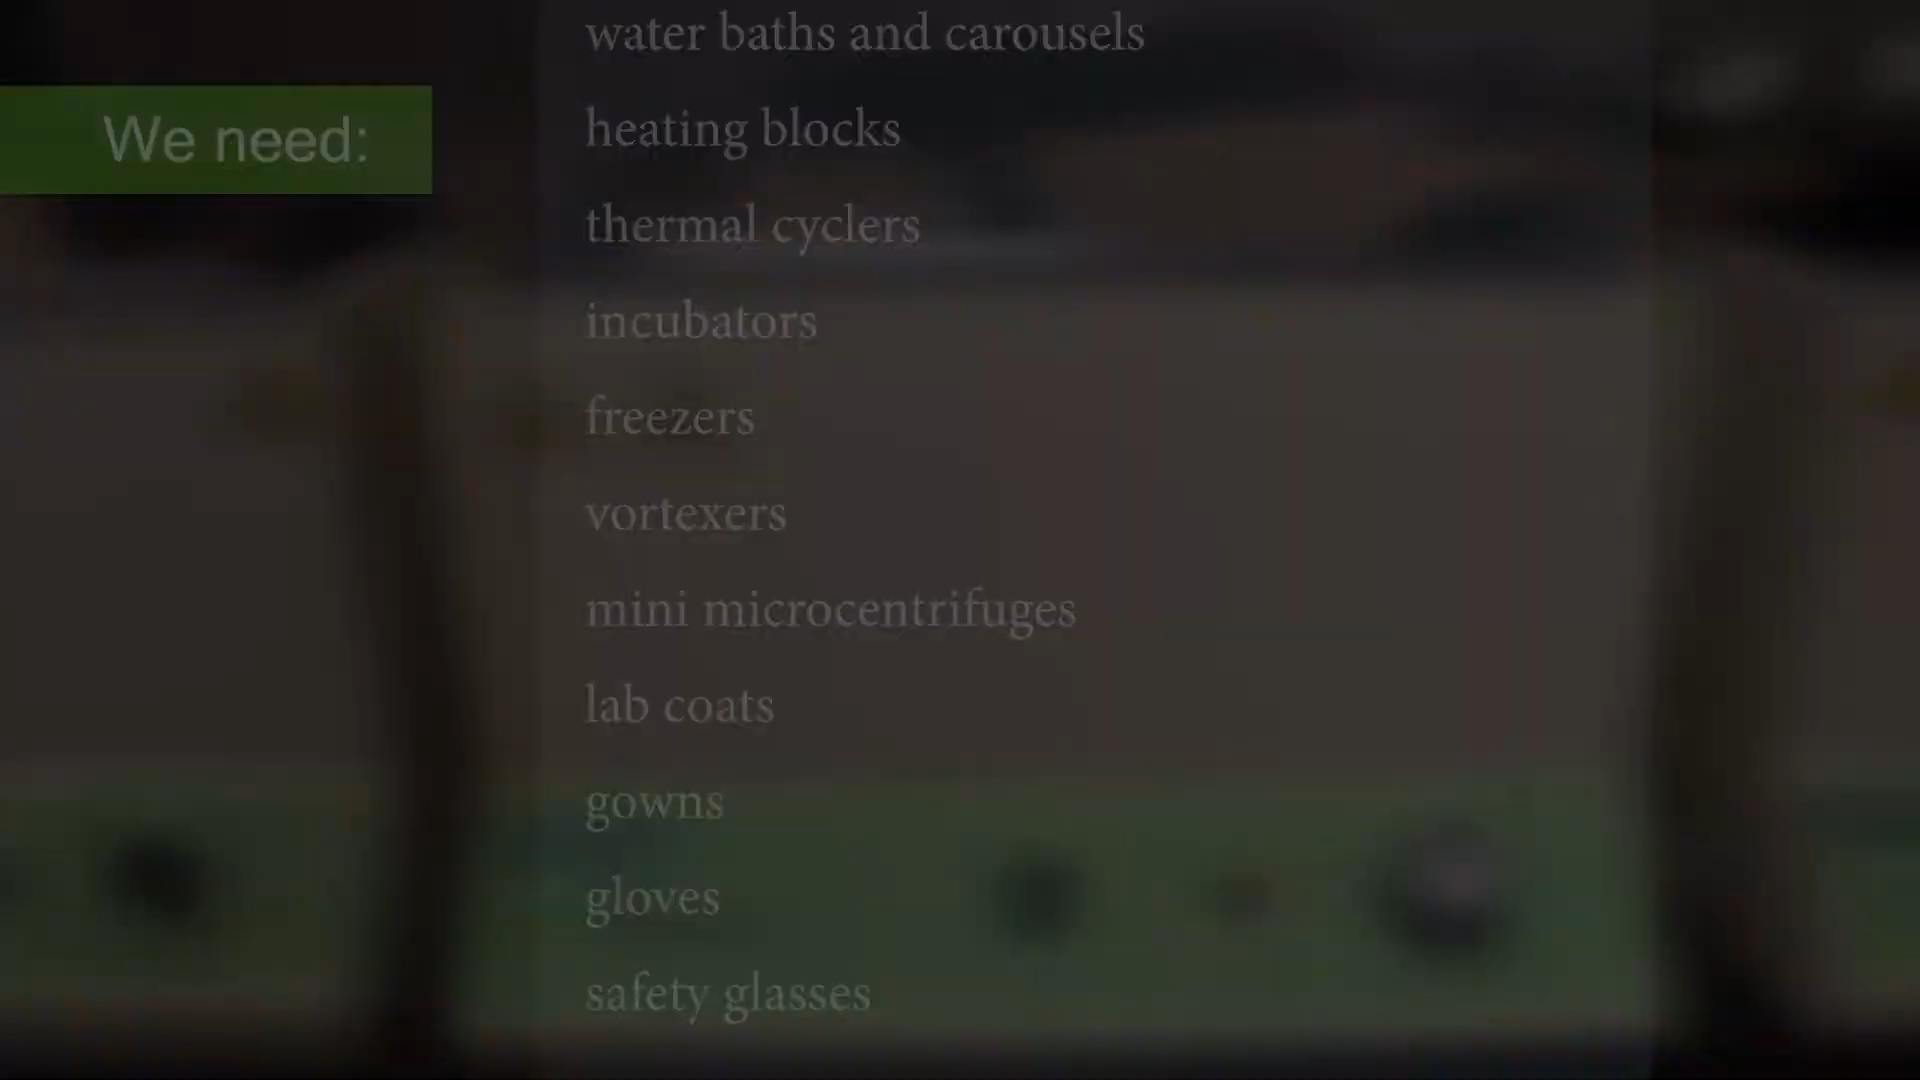 We need:
water baths and carousels
heating blocks
thermal cyclers
incubators
freezers
vortexers
mini microcentrifuges
lab coats
gowns
gloves
safety glasses